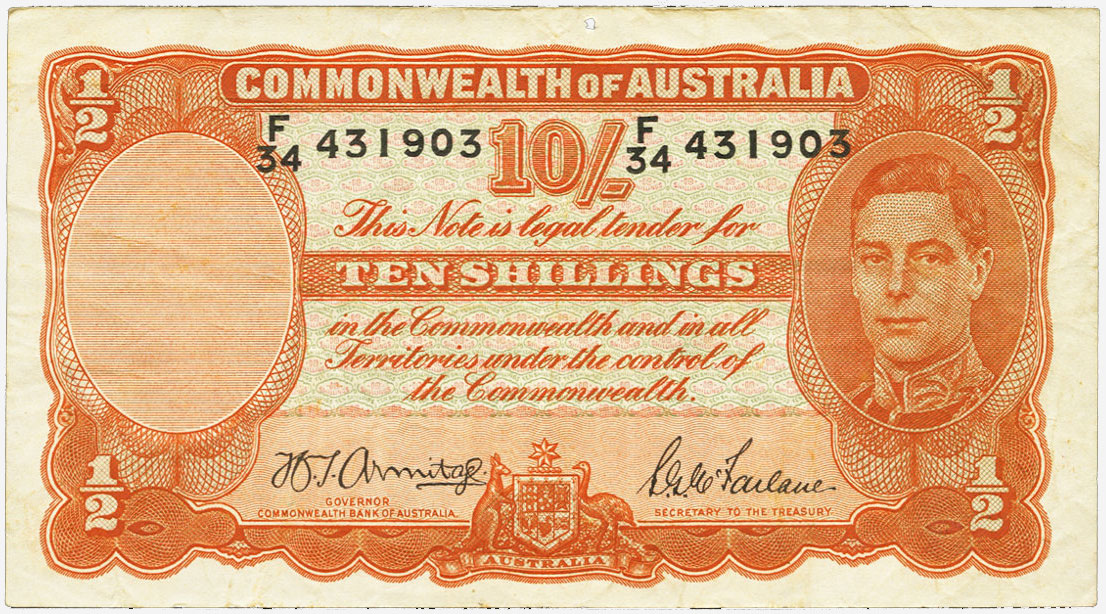 1/2
COMMONWEALTH OF AUSTRALIA
1/2
F/34 431903 10/- F/34 431903
This Note is legal tender for
TEN SHILLINGS
in the Commonwealth and in all
Territories under the control of
the Commonwealth.
H.T. Armitage.
S.G. McFarlane
GOVERNOR
COMMONWEALTH BANK OF AUSTRALIA.
SECRETARY TO THE TREASURY.
1/2
1/2
AUSTRALIA